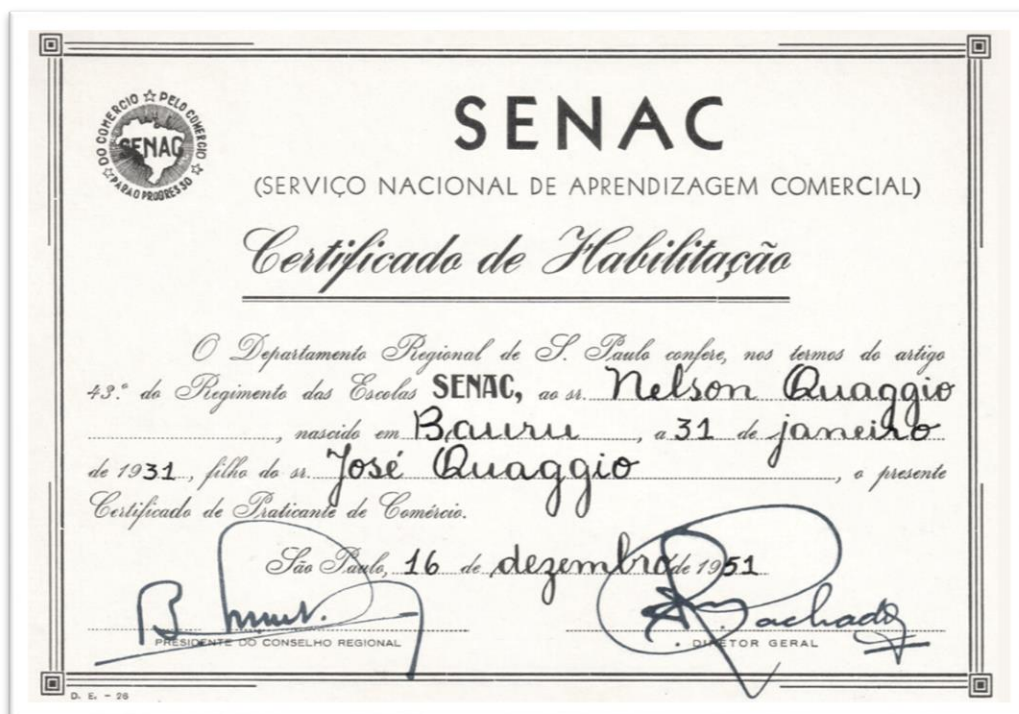 DO COMERCIO ☆ PELO COMERCIO ☆ PARA O PROGRESSO ☆
SENAC
SENAC
(SERVIÇO NACIONAL DE APRENDIZAGEM COMERCIAL)
Certificado de Habilitação
O Departamento Regional de S. Paulo confere, nos termos do artigo
43.º do Regimento das Escolas SENAC, ao sr. Nelson Quaggio
, nascido em Bauru, a 31 de janeiro
de 1931, filho do sr. José Quaggio, o presente
Certificado de Praticante de Comércio.
São Paulo, 16 de dezembro de 1951
Machado
PRESIDENTE DO CONSELHO REGIONAL
DIRETOR GERAL
D. E. - 26